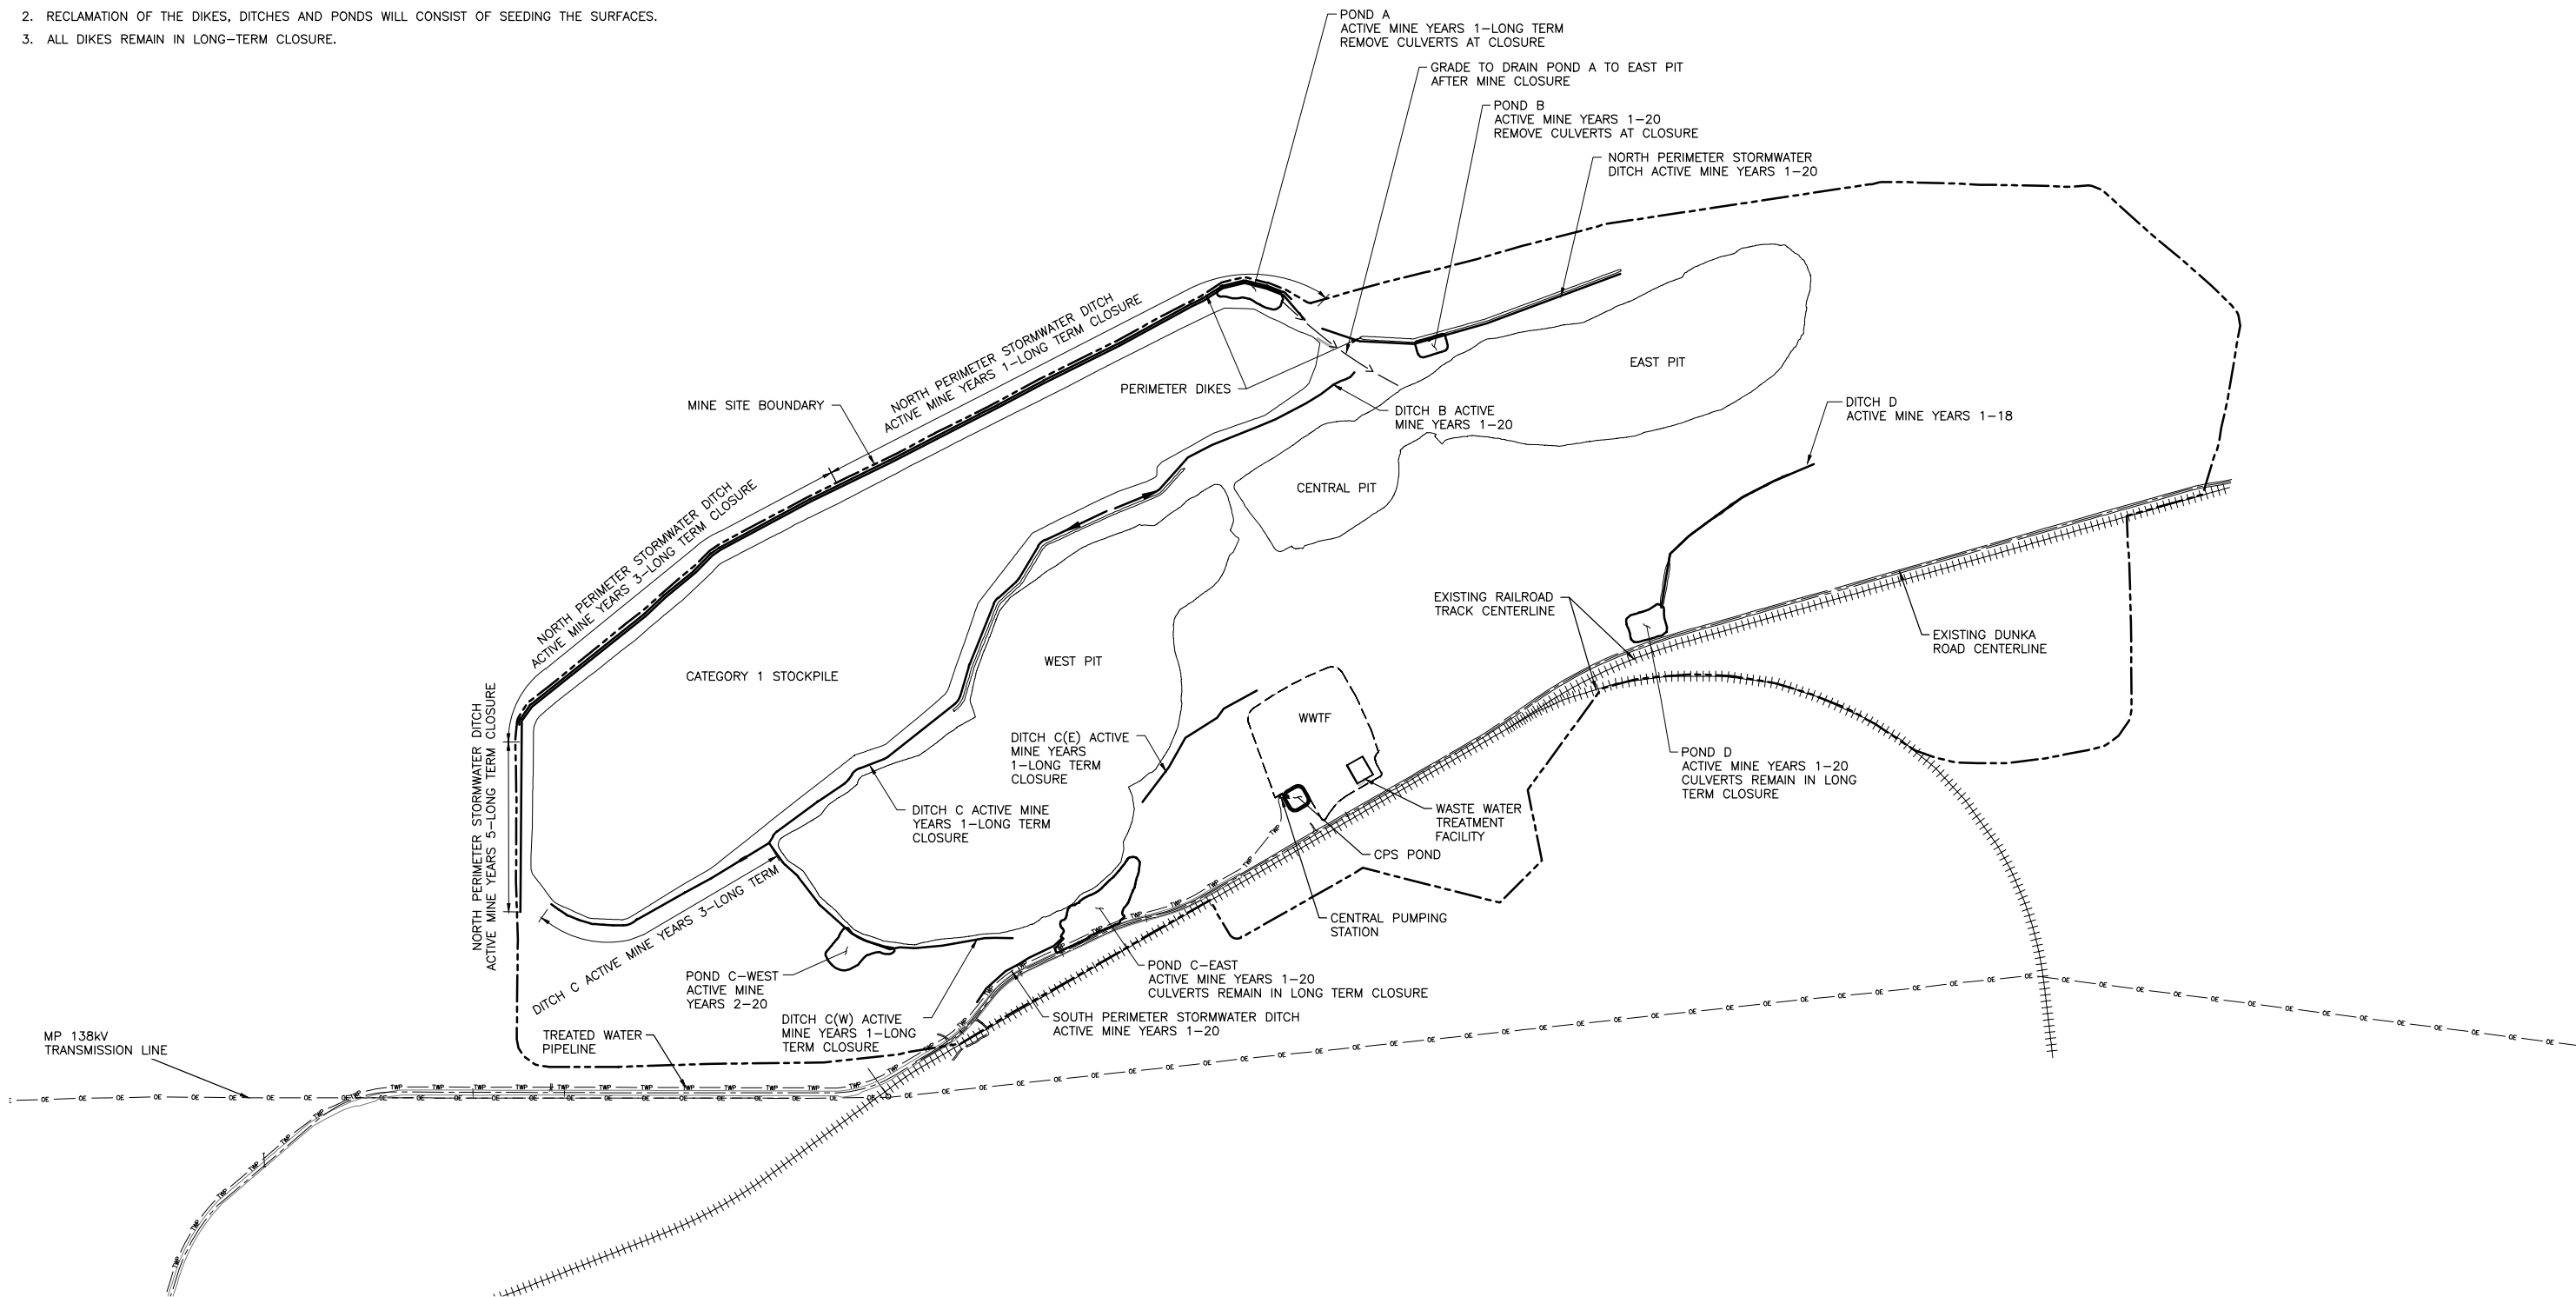 2. RECLAMATION OF THE DIKES, DITCHES AND PONDS WILL CONSIST OF SEEDING THE SURFACES.
3. ALL DIKES REMAIN IN LONG-TERM CLOSURE.
POND A
ACTIVE MINE YEARS 1-LONG TERM
REMOVE CULVERTS AT CLOSURE
GRADE TO DRAIN POND A TO EAST PIT
AFTER MINE CLOSURE
POND B
ACTIVE MINE YEARS 1-20
REMOVE CULVERTS AT CLOSURE
NORTH PERIMETER STORMWATER
DITCH ACTIVE MINE YEARS 1-20
NORTH PERIMETER STORMWATER DITCH
ACTIVE MINE YEARS 1-LONG TERM CLOSURE
EAST PIT
PERIMETER DIKES
MINE SITE BOUNDARY
DITCH B ACTIVE
MINE YEARS 1-20
DITCH D
ACTIVE MINE YEARS 1-18
CENTRAL PIT
NORTH PERIMETER STORMWATER DITCH
ACTIVE MINE YEARS 3-LONG TERM CLOSURE
EXISTING RAILROAD
TRACK CENTERLINE
EXISTING DUNKA
ROAD CENTERLINE
WEST PIT
CATEGORY 1 STOCKPILE
NORTH PERIMETER STORMWATER DITCH
ACTIVE MINE YEARS 5-LONG TERM CLOSURE
WWTF
DITCH C(E) ACTIVE
MINE YEARS
1-LONG TERM
CLOSURE
POND D
ACTIVE MINE YEARS 1-20
CULVERTS REMAIN IN LONG
TERM CLOSURE
DITCH C ACTIVE MINE
YEARS 1-LONG TERM
CLOSURE
WASTE WATER
TREATMENT
FACILITY
CPS POND
DITCH C ACTIVE MINE YEARS 3-LONG TERM
CENTRAL PUMPING
STATION
POND C-WEST
ACTIVE MINE
YEARS 2-20
POND C-EAST
ACTIVE MINE YEARS 1-20
CULVERTS REMAIN IN LONG TERM CLOSURE
DITCH C(W) ACTIVE
MINE YEARS 1-LONG
TERM CLOSURE
SOUTH PERIMETER STORMWATER DITCH
ACTIVE MINE YEARS 1-20
MP 138kV
TRANSMISSION LINE
TREATED WATER
PIPELINE
TWP
OE